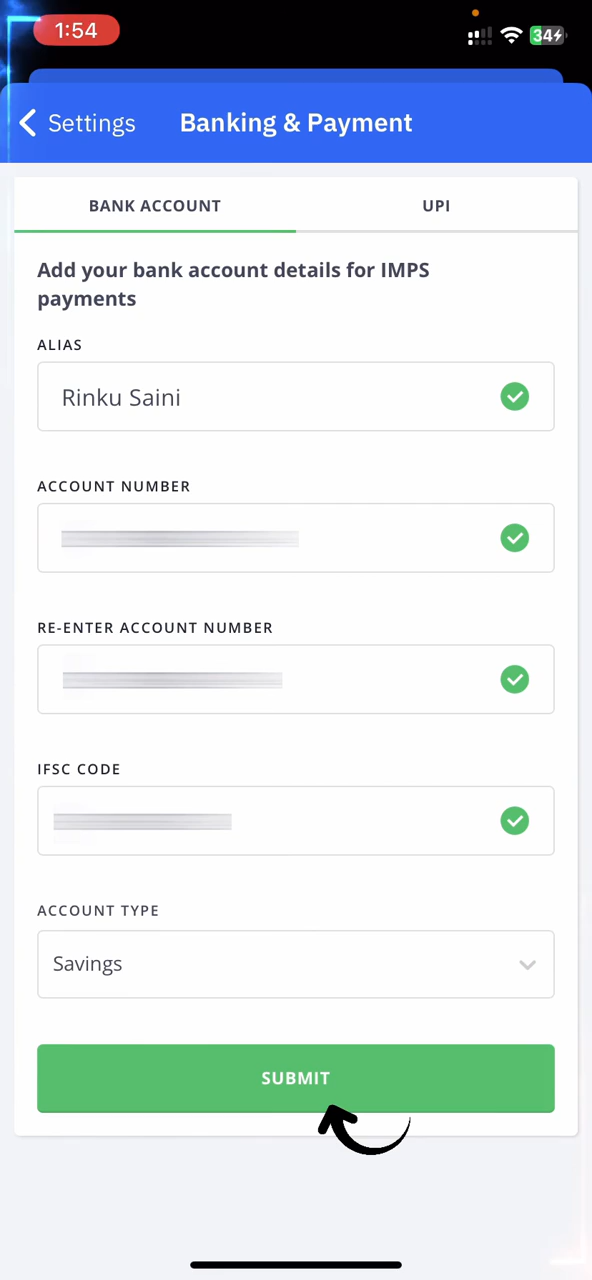 1:54
34
Settings
Banking & Payment
BANK ACCOUNT
UPI
Add your bank account details for IMPS
payments
ALIAS
Rinku Saini
ACCOUNT NUMBER
RE-ENTER ACCOUNT NUMBER
IFSC CODE
ACCOUNT TYPE
Savings
SUBMIT